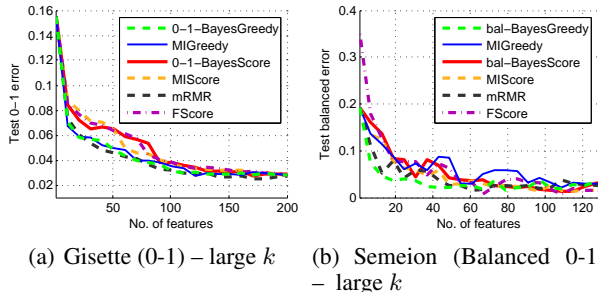 0.16
0.14
0.12
0.1
0.08
0.06
0.04
0.02
Test 0−1 error
0−1−BayesGreedy
MIGreedy
0−1−BayesScore
MIScore
mRMR
FScore
50
100
150
200
No. of features
(a) Gisette (0-1) – large k
0.4
0.3
0.2
0.1
0
Test balanced error
bal−BayesGreedy
MIGreedy
bal−BayesScore
MIScore
mRMR
FScore
0
20
40
60
80
100
120
No. of features
(b) Semeion (Balanced 0-1
– large k